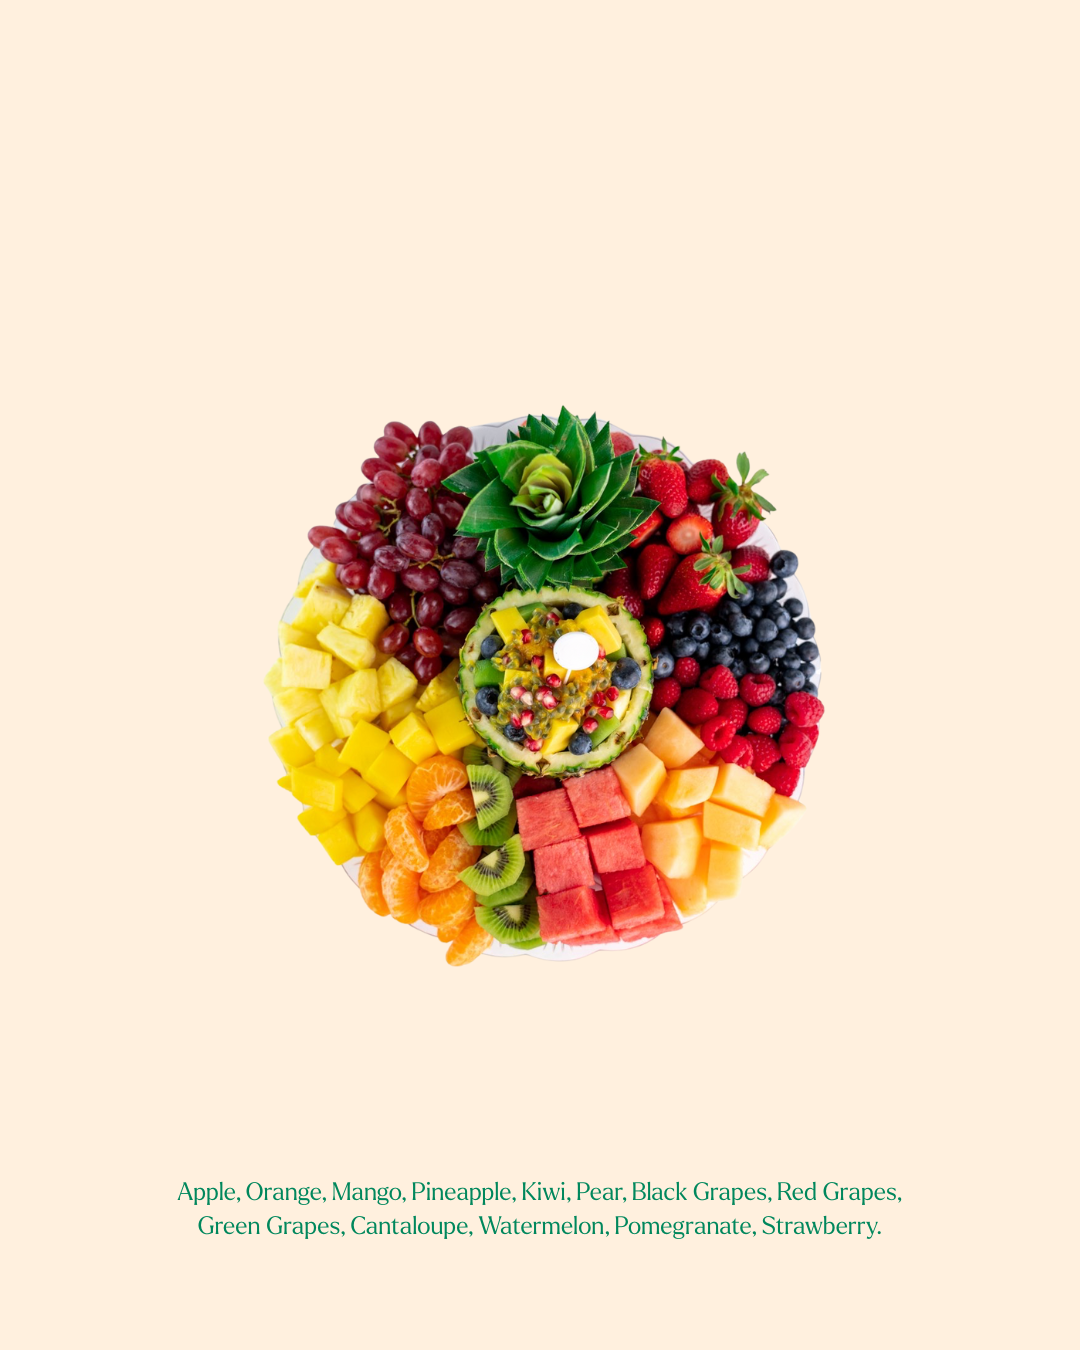 Apple, Orange, Mango, Pineapple, Kiwi, Pear, Black Grapes, Red Grapes,
Green Grapes, Cantaloupe, Watermelon, Pomegranate, Strawberry.